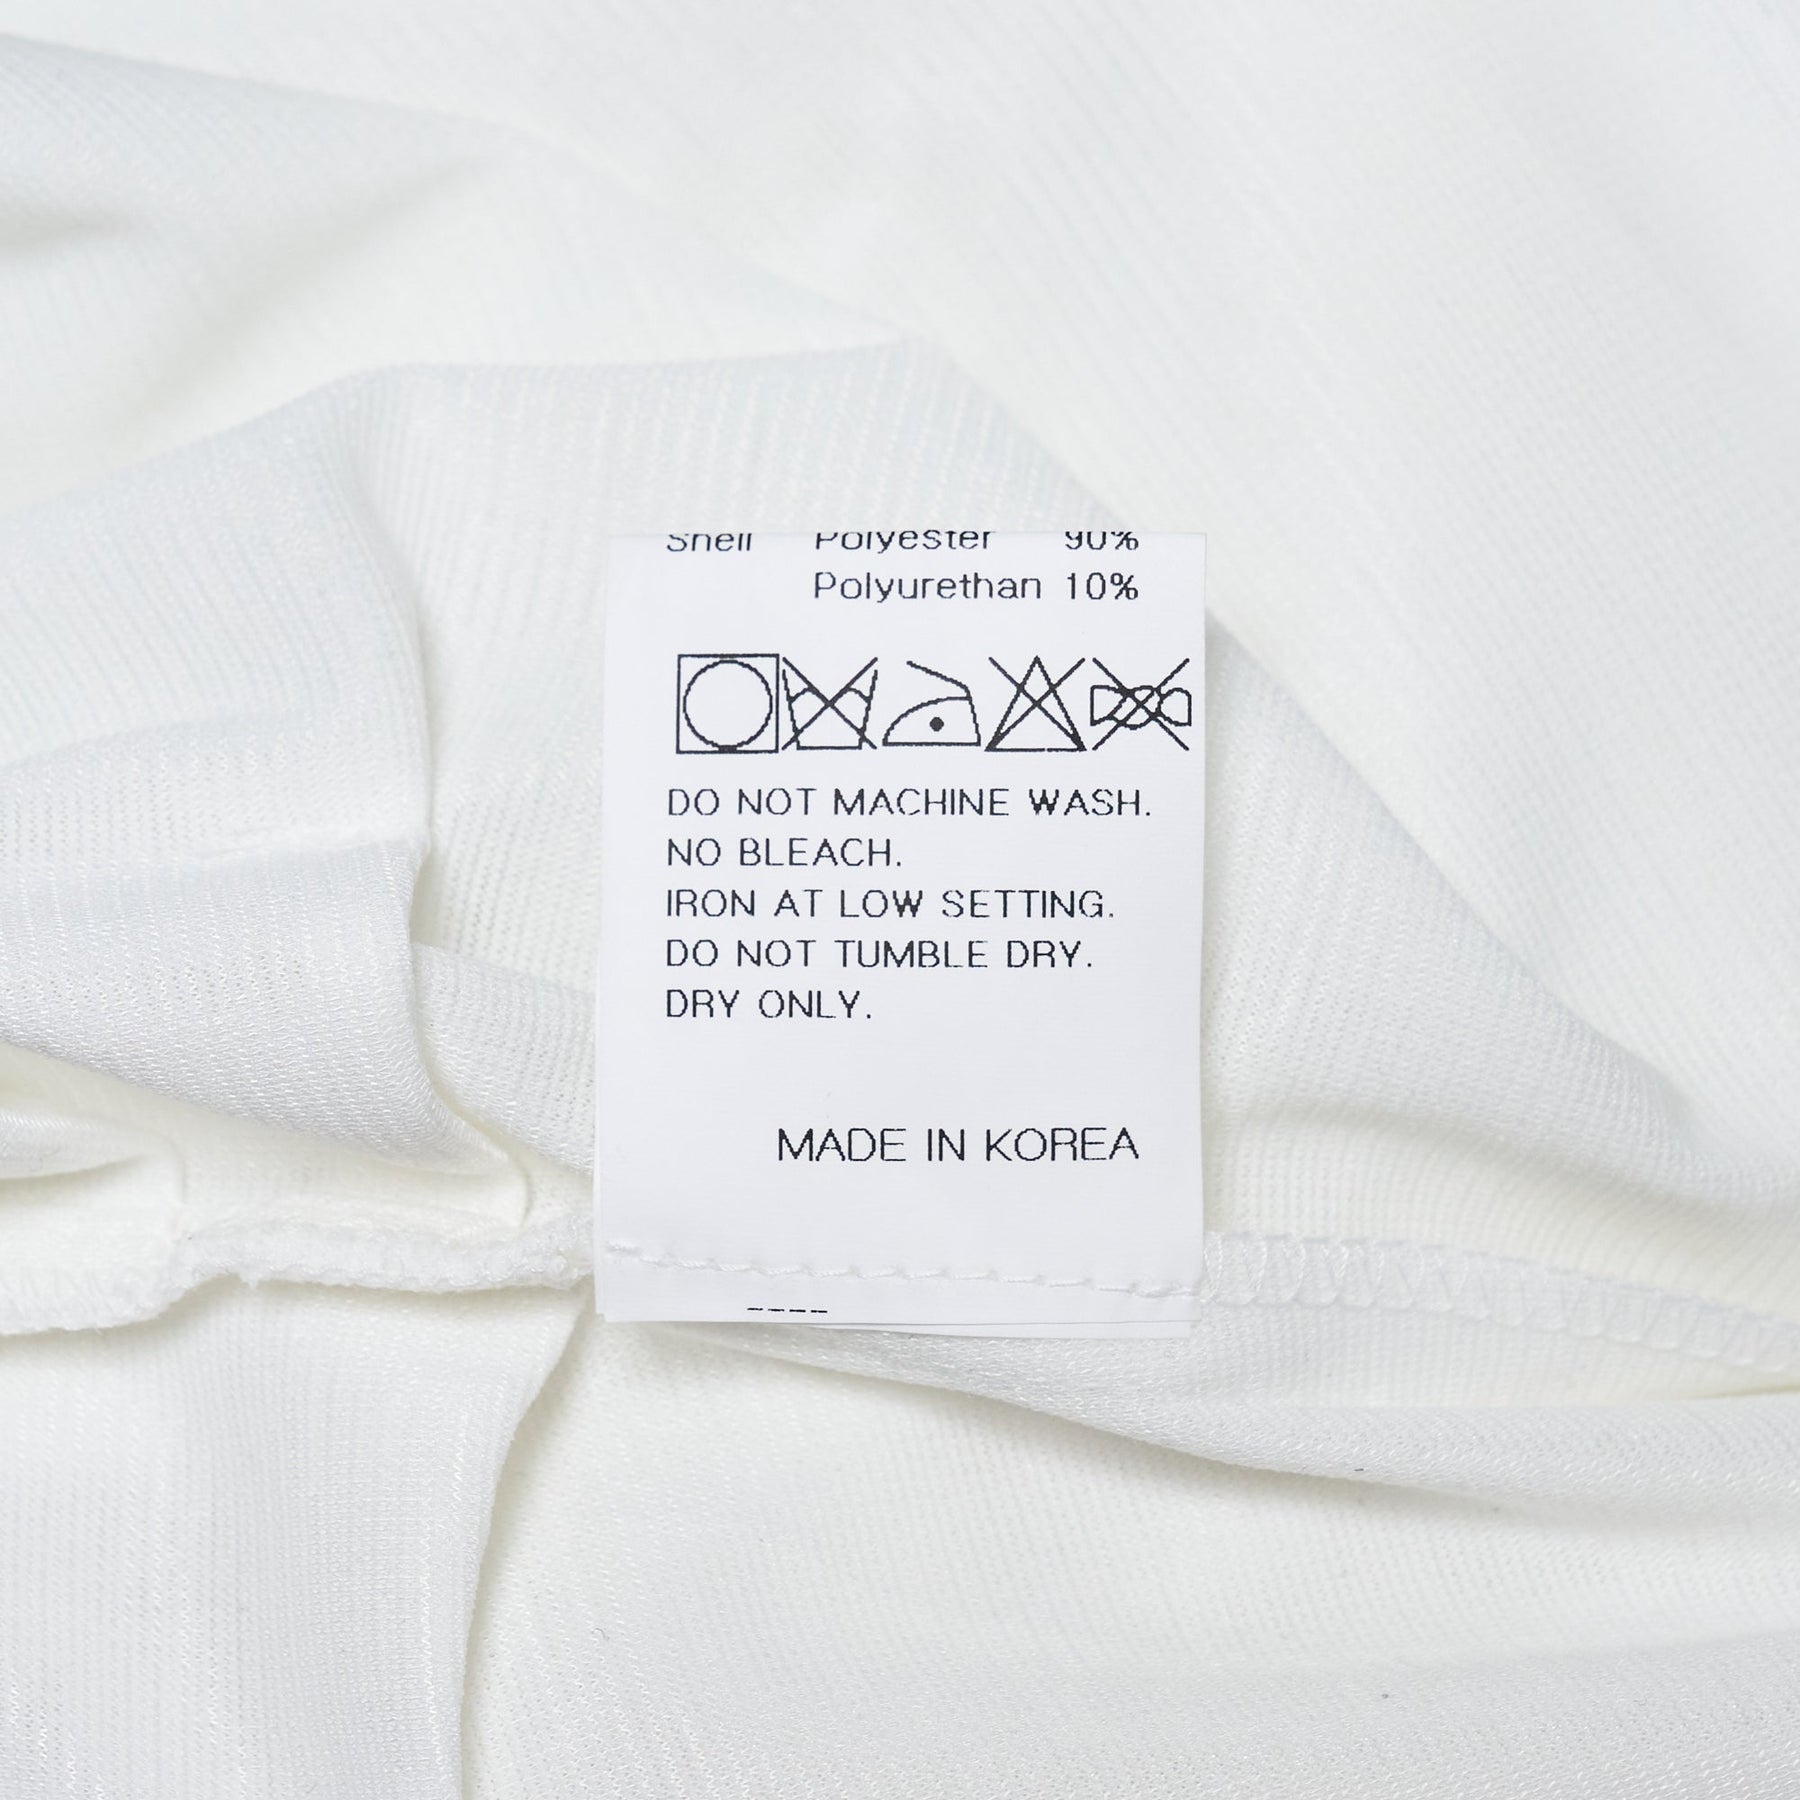 Shell Polyester 90%
Polyurethan 10%
DO NOT MACHINE WASH.
NO BLEACH.
IRON AT LOW SETTING.
DO NOT TUMBLE DRY.
DRY ONLY.
MADE IN KOREA